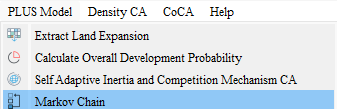 PLUS Model Density CA CoCA Help
Extract Land Expansion
Calculate Overall Development Probability
Self Adaptive Inertia and Competition Mechanism CA
Markov Chain